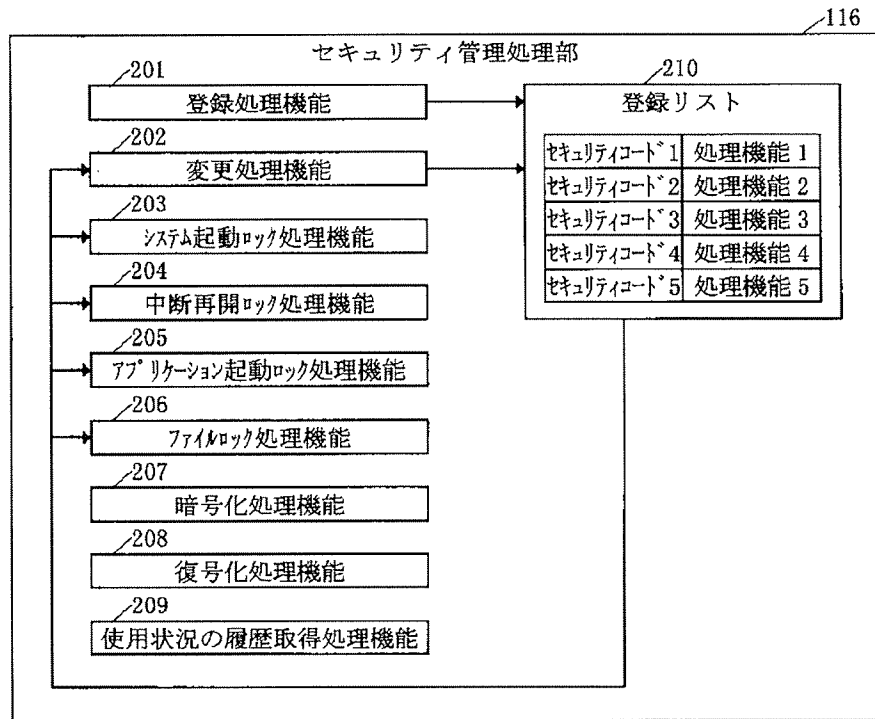 116
セキュリティ管理処理部
201
登録処理機能
202
変更処理機能
203
システム起動ロック処理機能
204
中断再開ロック処理機能
205
アプリケーション起動ロック処理機能
206
ファイルロック処理機能
207
暗号化処理機能
208
復号化処理機能
209
使用状況の履歴取得処理機能
210
登録リスト
セキュリティコード1 処理機能1
セキュリティコード2 処理機能2
セキュリティコード3 処理機能3
セキュリティコード4 処理機能4
セキュリティコード5 処理機能5